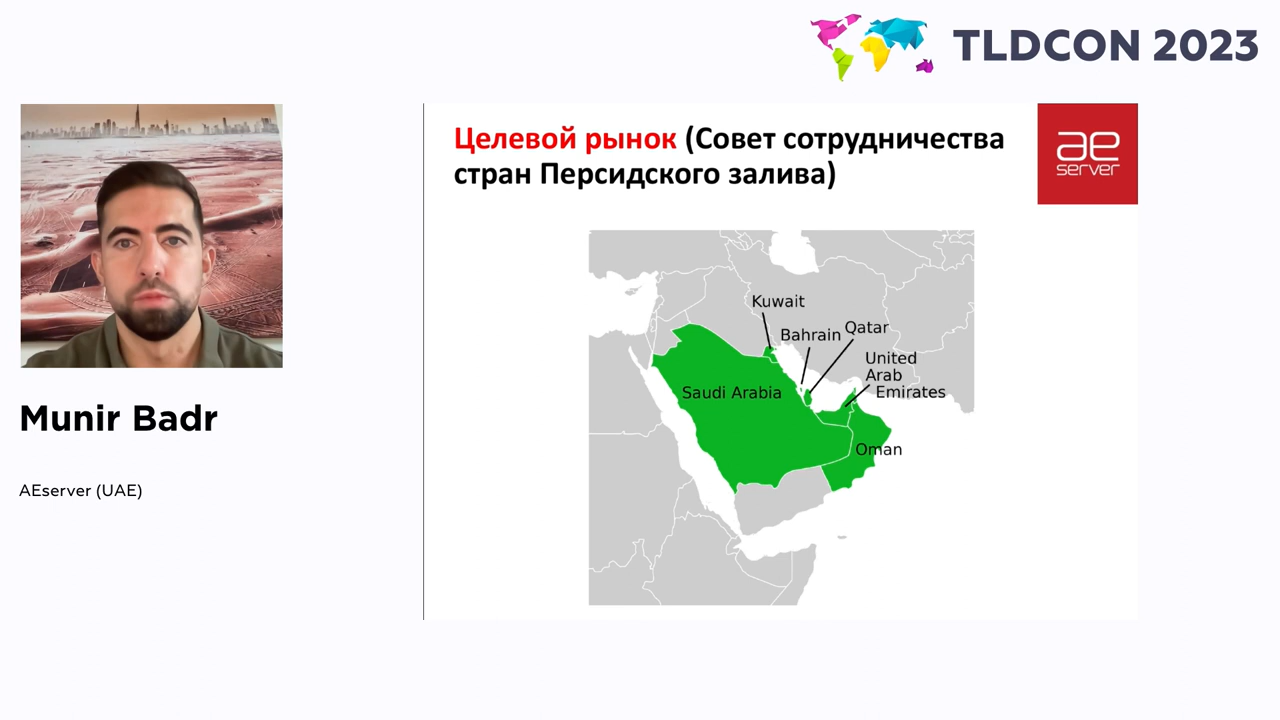 TLDCON 2023
Целевой рынок (Совет сотрудничества
стран Персидского залива)
ae
server
Kuwait
Bahrain
Qatar
United
Arab
Emirates
Saudi Arabia
Oman
Munir Badr
AEserver (UAE)